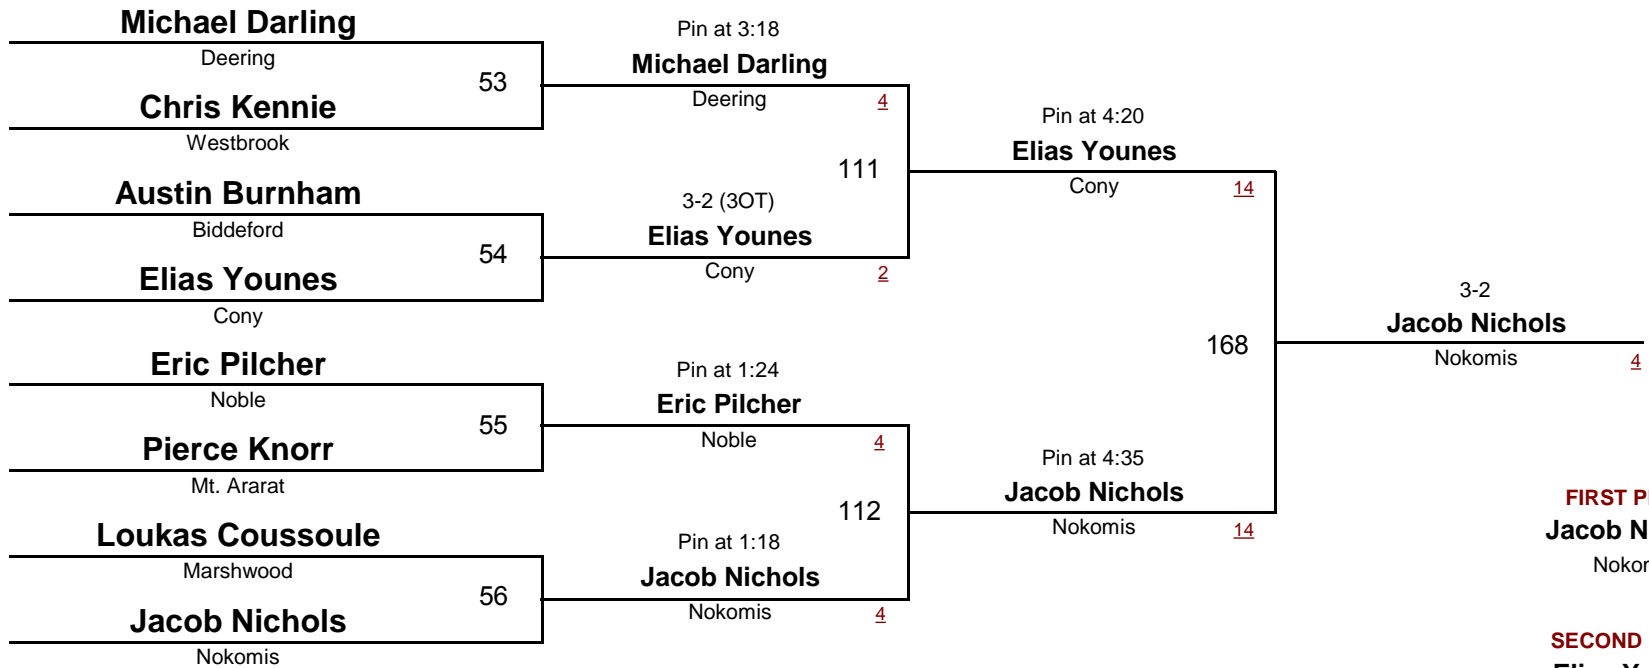 Michael Darling
Deering
53
Chris Kennie
Westbrook
Austin Burnham
Biddeford
54
Elias Younes
Cony
Eric Pilcher
Noble
55
Pierce Knorr
Mt. Ararat
Loukas Coussoule
Marshwood
56
Jacob Nichols
Nokomis
Pin at 3:18
Michael Darling
Deering
4
111
3-2 (3OT)
Elias Younes
Cony
2
Pin at 1:24
Eric Pilcher
Noble
4
112
Pin at 1:18
Jacob Nichols
Nokomis
4
Pin at 4:20
Elias Younes
Cony
14
168
Pin at 4:35
Jacob Nichols
Nokomis
14
3-2
Jacob Nichols
Nokomis
4
FIRST
Jacob
SECOND